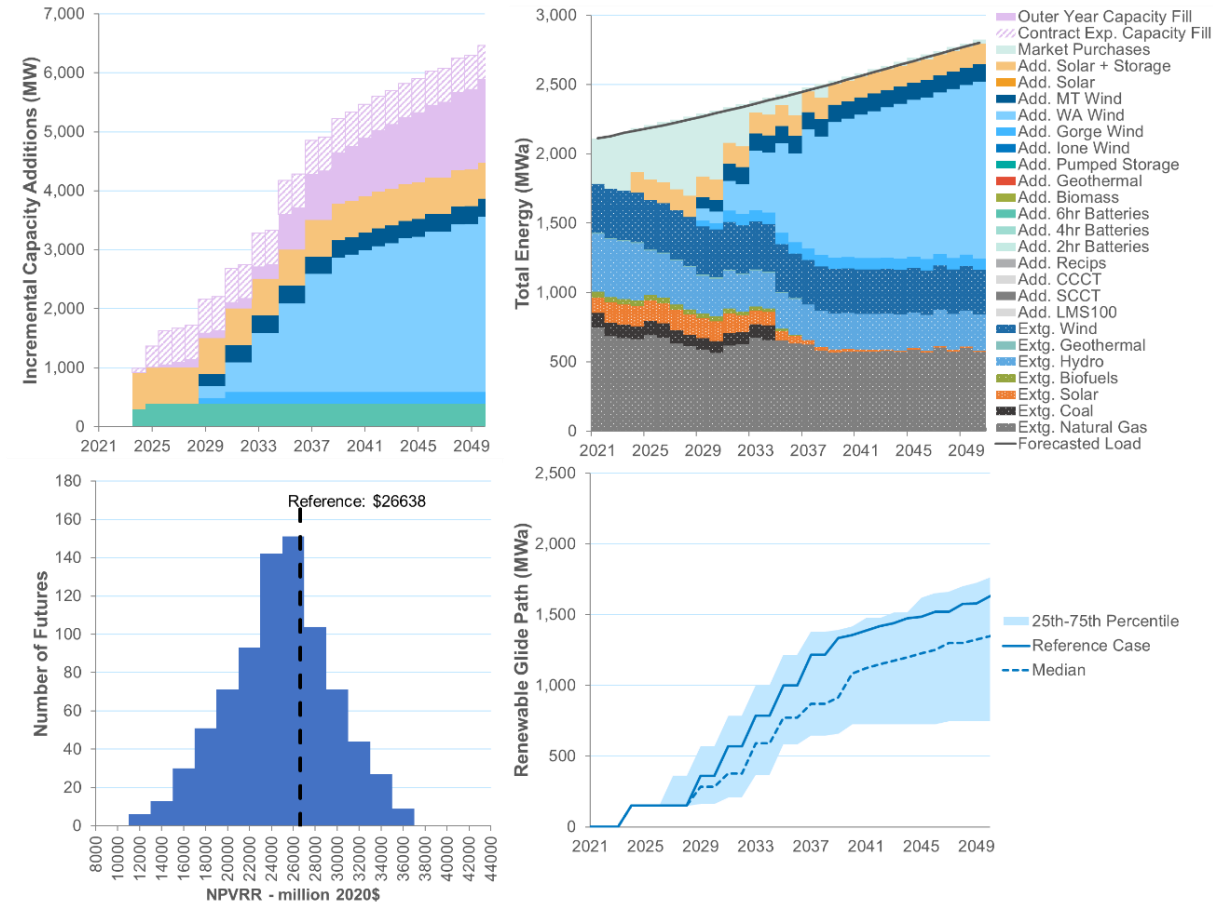 7,000
6,000
5,000
4,000
3,000
2,000
1,000
0
Incremental Capacity Additions (MW)
2021 2025 2029 2033 2037 2041 2045 2049
3,000
2,500
2,000
1,500
1,000
500
0
Total Energy (MWa)
2021 2025 2029 2033 2037 2041 2045 2049
Outer Year Capacity Fill
Contract Exp. Capacity Fill
Market Purchases
Add. Solar + Storage
Add. Solar
Add. MT Wind
Add. WA Wind
Add. Gorge Wind
Add. Ione Wind
Add. Pumped Storage
Add. Geothermal
Add. Biomass
Add. 6hr Batteries
Add. 4hr Batteries
Add. 2hr Batteries
Add. Recips
Add. CCCT
Add. SCCT
Add. LMS100
Extg. Wind
Extg. Geothermal
Extg. Hydro
Extg. Biofuels
Extg. Solar
Extg. Coal
Extg. Natural Gas
Forecasted Load
180
160
140
120
100
80
60
40
20
0
Number of Futures
Reference: $26638
8000 10000 12000 14000 16000 18000 20000 22000 24000 26000 28000 30000 32000 34000 36000 38000 40000 42000 44000
NPVRR - million 2020$
2,500
2,000
1,500
1,000
500
0
Renewable Glide Path (MWa)
2021 2025 2029 2033 2037 2041 2045 2049
25th-75th Percentile
Reference Case
Median